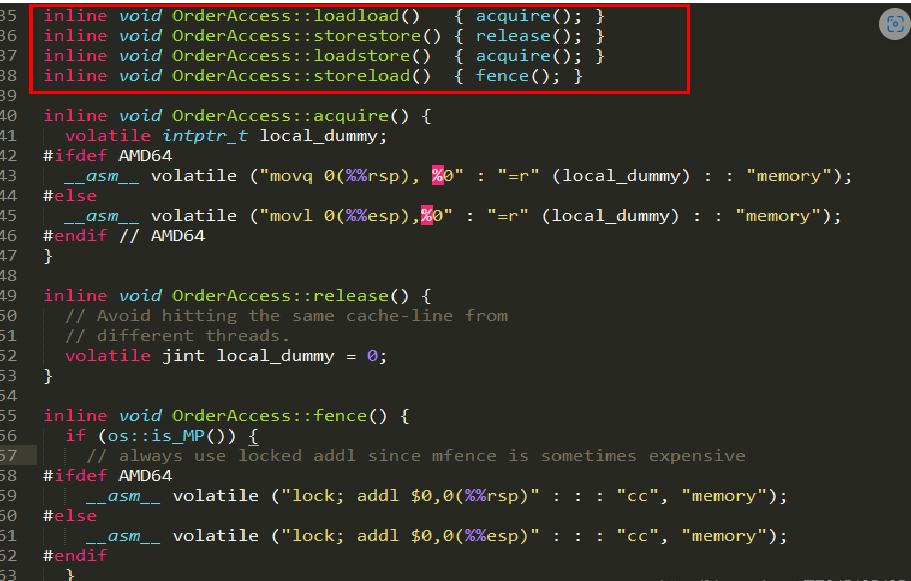 35 inline void OrderAccess::loadload()   { acquire(); }
36 inline void OrderAccess::storestore() { release(); }
37 inline void OrderAccess::loadstore()  { acquire(); }
38 inline void OrderAccess::storeload()  { fence(); }
39
40 inline void OrderAccess::acquire() {
41   volatile intptr_t local_dummy;
42 #ifdef AMD64
43   __asm__ volatile ("movq 0(%%rsp), %0" : "=r" (local_dummy) : : "memory");
44 #else
45   __asm__ volatile ("movl 0(%%esp),%0" : "=r" (local_dummy) : : "memory");
46 #endif // AMD64
47 }
48
49 inline void OrderAccess::release() {
50   // Avoid hitting the same cache-line from
51   // different threads.
52   volatile jint local_dummy = 0;
53 }
54
55 inline void OrderAccess::fence() {
56   if (os::is_MP()) {
57     // always use locked addl since mfence is sometimes expensive
58 #ifdef AMD64
59     __asm__ volatile ("lock; addl $0,0(%%rsp)" : : : "cc", "memory");
60 #else
61     __asm__ volatile ("lock; addl $0,0(%%esp)" : : : "cc", "memory");
62 #endif
63   }